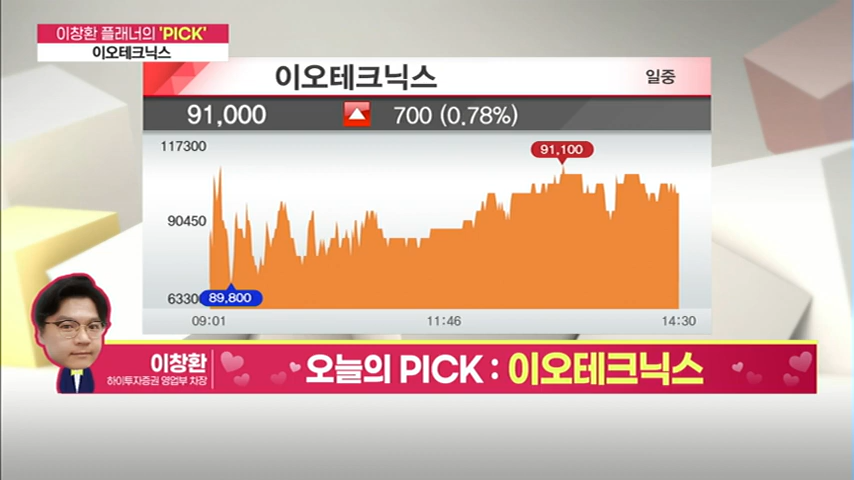 이창환 플래너의 'PICK'
이오테크닉스
이오테크닉스
일중
91,000
700 (0.78%)
117300
91,100
90450
6330
89,800
09:01
11:46
14:30
이창환
하이투자증권 영업부 차장
오늘의 PICK : 이오테크닉스